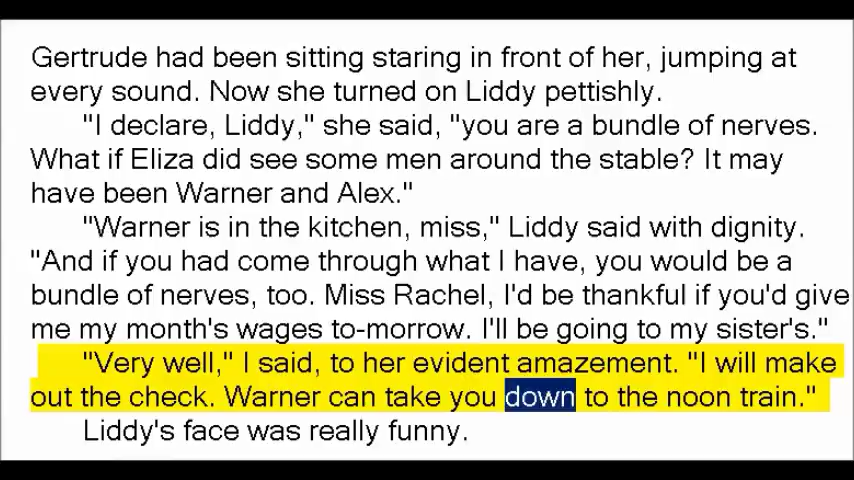 Gertrude had been sitting staring in front of her, jumping at
every sound. Now she turned on Liddy pettishly.
"I declare, Liddy," she said, "you are a bundle of nerves.
What if Eliza did see some men around the stable? It may
have been Warner and Alex."
"Warner is in the kitchen, miss," Liddy said with dignity.
"And if you had come through what I have, you would be a
bundle of nerves, too. Miss Rachel, I'd be thankful if you'd give
me my month's wages to-morrow. I'll be going to my sister's."
"Very well," I said, to her evident amazement. "I will make
out the check. Warner can take you down to the noon train."
Liddy's face was really funny.